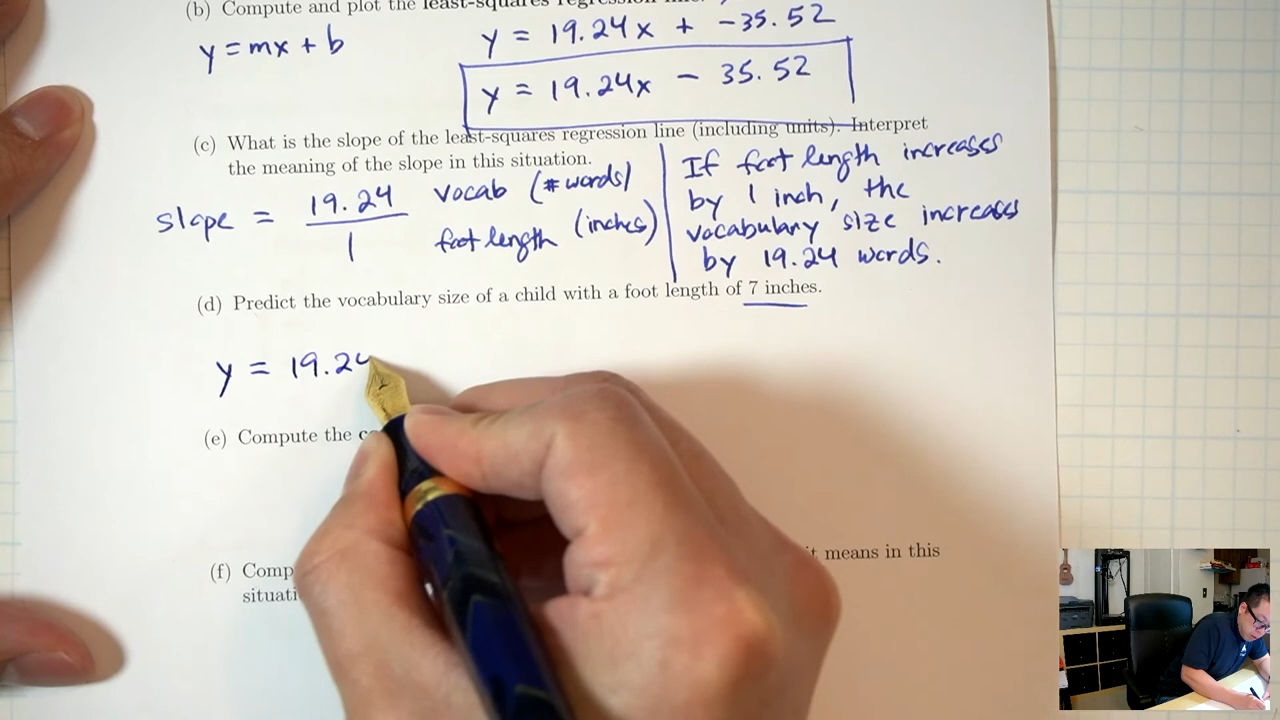 (b) Compute and plot the least-squares regression line.
y = mx + b
y = 19.24x + -35.52
y = 19.24x - 35.52
(c) What is the slope of the least-squares regression line (including units). Interpret
the meaning of the slope in this situation.
slope = 19.24 / 1 vocab (#words) / foot length (inches)
If foot length increases
by 1 inch, the
vocabulary size increases
by 19.24 words.
(d) Predict the vocabulary size of a child with a foot length of 7 inches.
y = 19.24
(e) Compute the
(f) Comp
means in this
situati